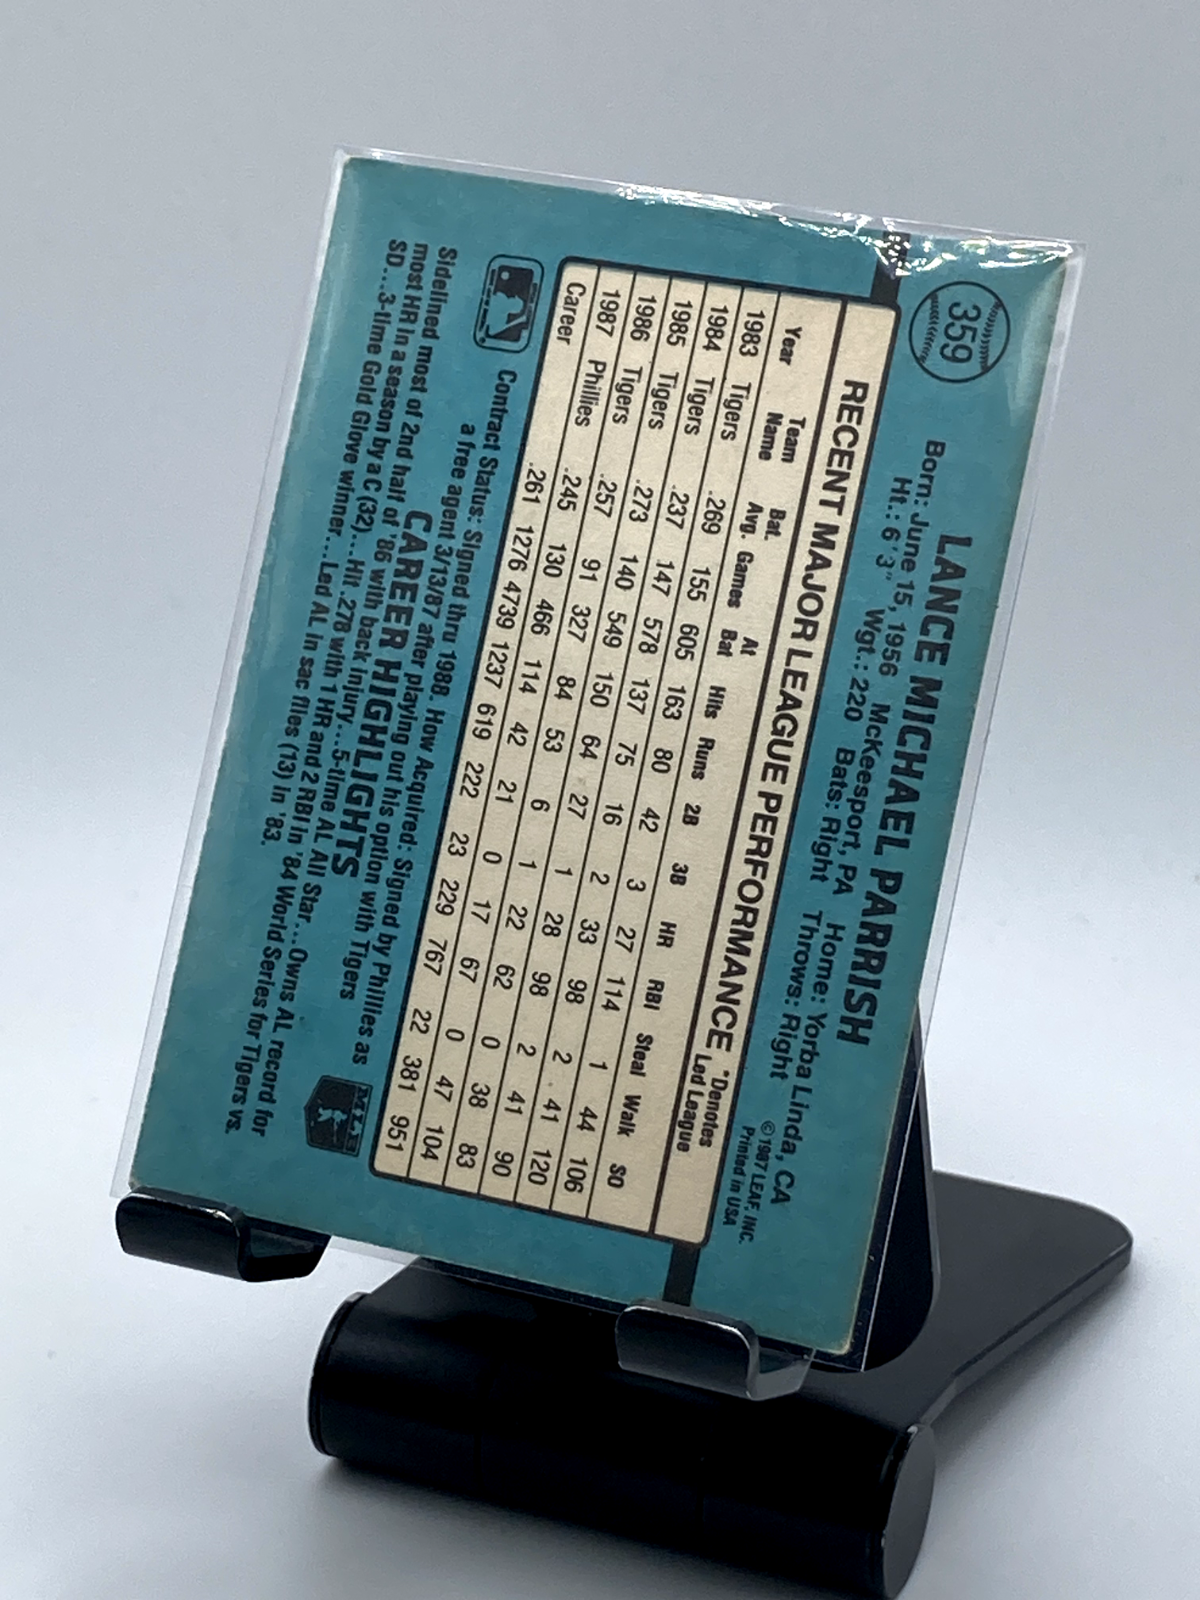 359
LANCE MICHAEL PARRISH
Born: June 15, 1956 McKeesport, PA Home: Yorba Linda, CA
Ht.: 6'3" Wgt.: 220 Bats: Right Throws: Right
© 1987 LEAF, INC.
Printed in USA
RECENT MAJOR LEAGUE PERFORMANCE *Denotes Led League
Year Team Name Bat. Avg. Games At Bat Hits Runs 2B 3B HR RBI Steal Walk SO
1983 Tigers .269 155 605 163 80 42 3 27 114 1 44 106
1984 Tigers .237 147 578 137 75 16 2 33 98 2 41 120
1985 Tigers .273 140 549 150 64 27 1 28 98 2 41 90
1986 Tigers .257 91 327 84 53 6 1 22 62 0 38 83
1987 Phillies .245 130 466 114 42 21 0 17 67 0 47 104
Career .261 1276 4739 1237 619 222 23 229 767 22 381 951
Contract Status: Signed thru 1988. How Acquired: Signed by Phillies as
a free agent 3/13/87 after playing out his option with Tigers
MLB
CAREER HIGHLIGHTS
Sidelined most of 2nd half of '86 with back injury...5-time AL All Star...Owns AL record for
most HR in a season by a C (32)...Hit .278 with 1 HR and 2 RBI in '84 World Series for Tigers vs.
SD...3-time Gold Glove winner...Led AL in sac flies (13) in '83.